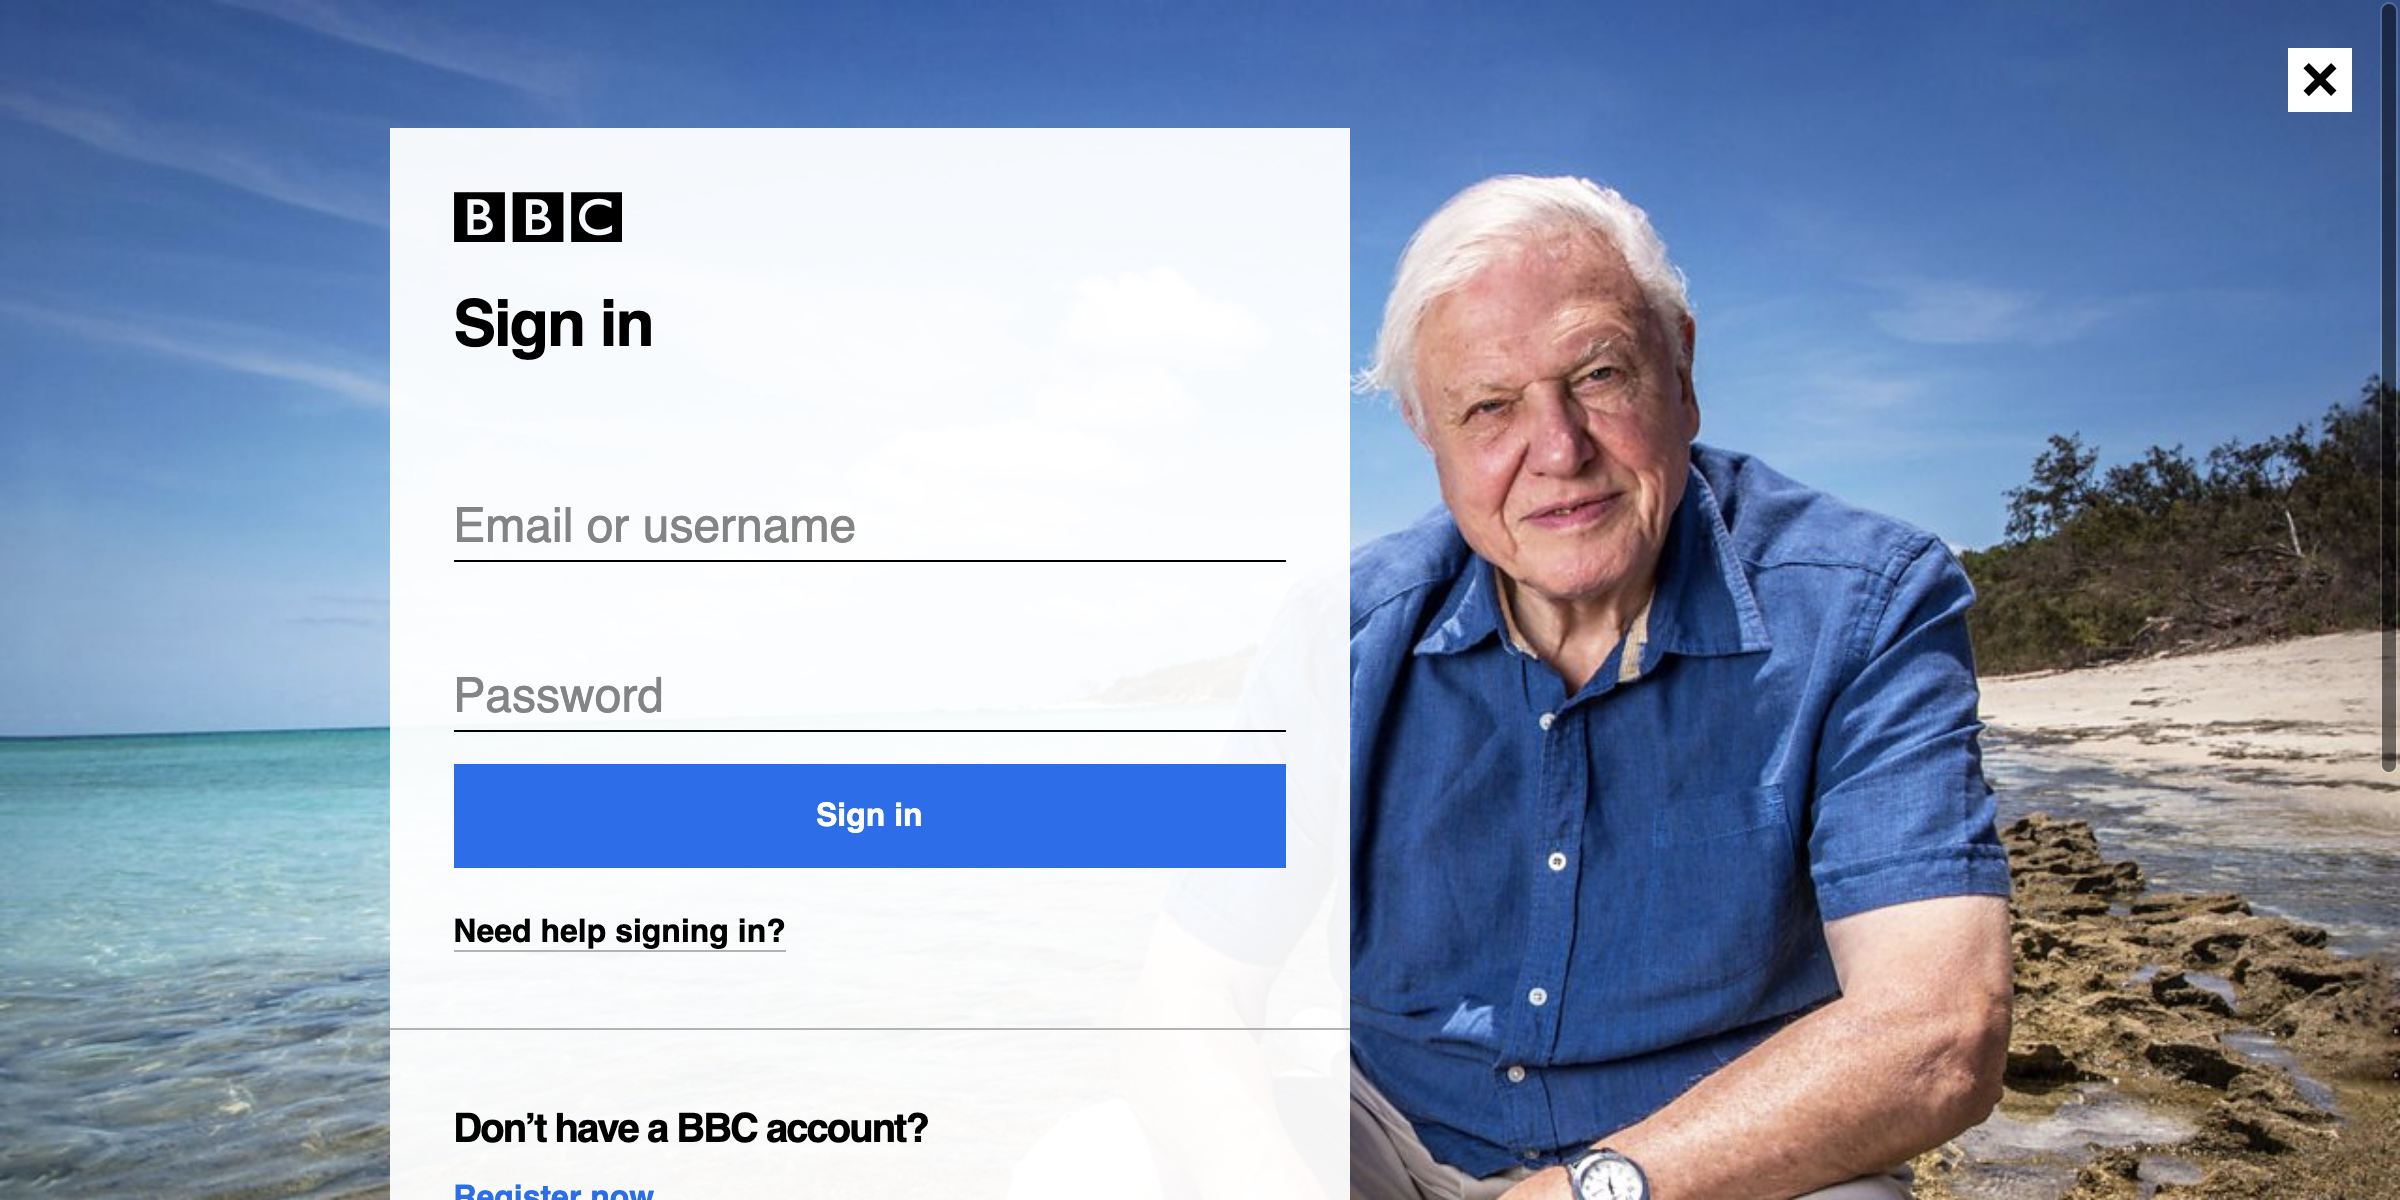 BBC
Sign in
Email or username
Password
Sign in
Need help signing in?
Don’t have a BBC account?
Register now